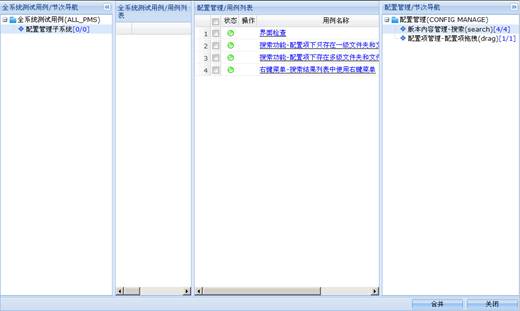 全系统测试用例/节次导航
全系统测试用例(ALL_PMS)
配置管理子系统[0/0]
全系统测试用例/用例列表
配置管理/用例列表
状态 操作 用例名称
1 界面检查
2 搜索功能-配置项下只存在一级文件夹和文
3 搜索功能-配置项下存在多级文件夹和文件
4 右键菜单-搜索结果列表中使用右键菜单
配置管理/节次导航
配置管理(CONFIG MANAGE)
版本内容管理-搜索(search)[4/4]
配置项管理-配置项拖拽(drag)[1/1]
合并 关闭